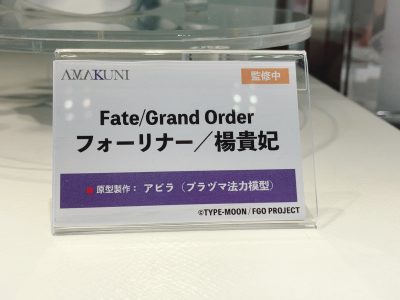 AMAKUNI
監修中
Fate/Grand Order
フォーリナー／楊貴妃
■ 原型製作： アビラ（プラヅマ法力模型）
©TYPE-MOON / FGO PROJECT